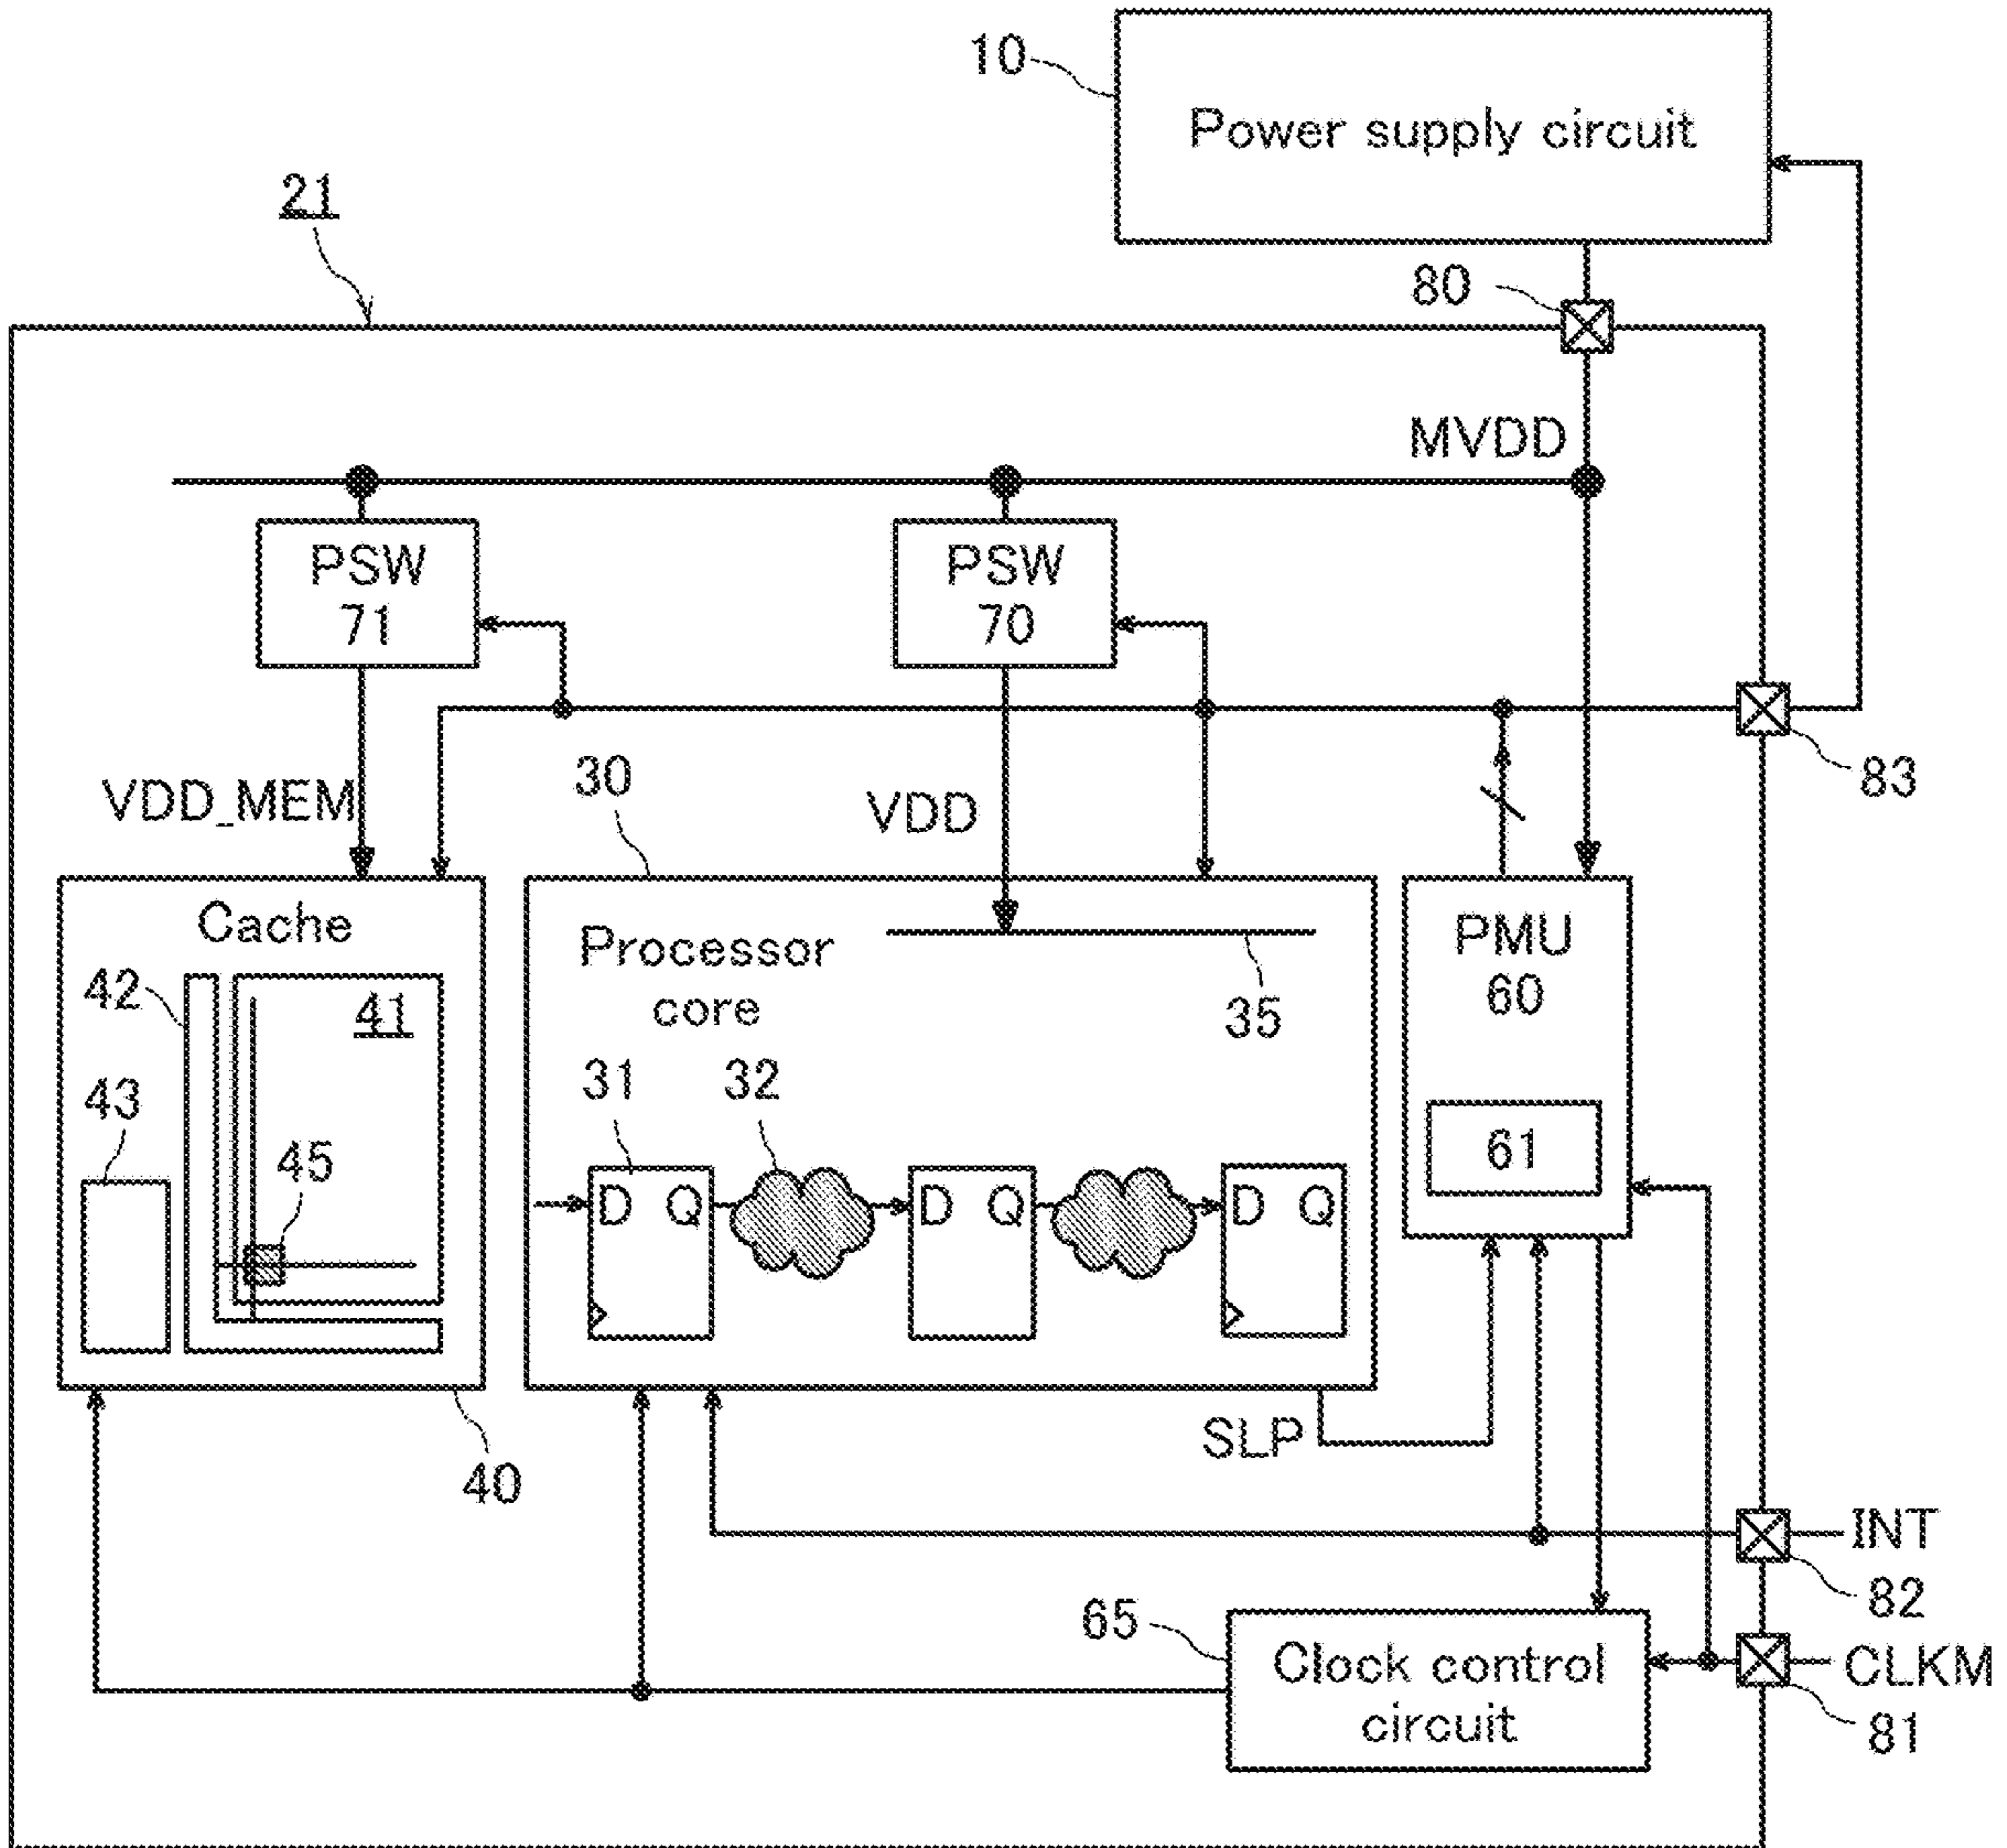 10
Power supply circuit
21
80
MVDD
PSW
71
PSW
70
83
VDD_MEM
30
VDD
Cache
Processor
core
35
PMU
60
42
41
43
31
32
61
45
D Q
D Q
D Q
SLP
40
INT
82
65
Clock control
circuit
CLKM
81